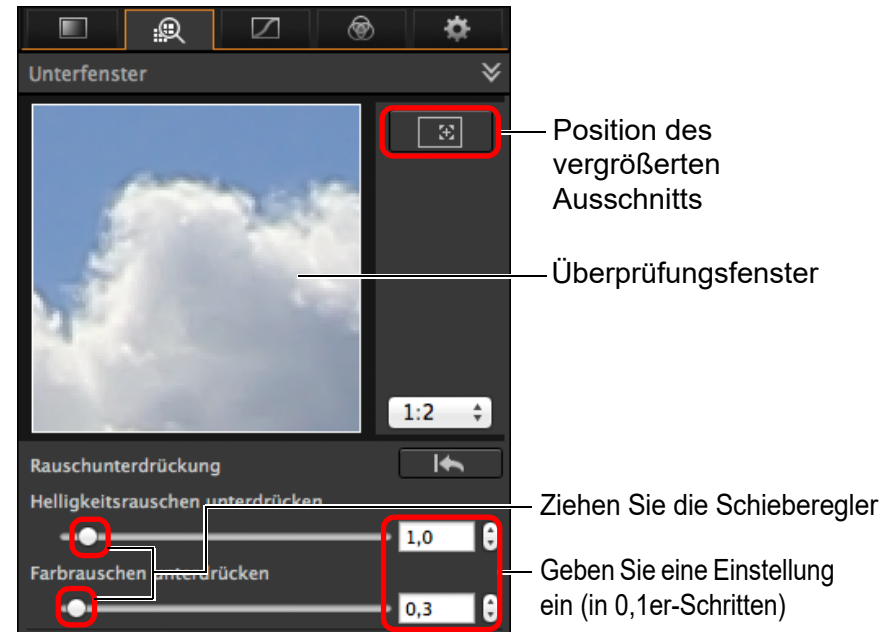 Unterfenster
Position des
vergrößerten
Ausschnitts
Überprüfungsfenster
1:2
Rauschunterdrückung
Helligkeitsrauschen unterdrücken
Ziehen Sie die Schieberegler
1,0
Farbrauschen unterdrücken
Geben Sie eine Einstellung
ein (in 0,1er-Schritten)
0,3